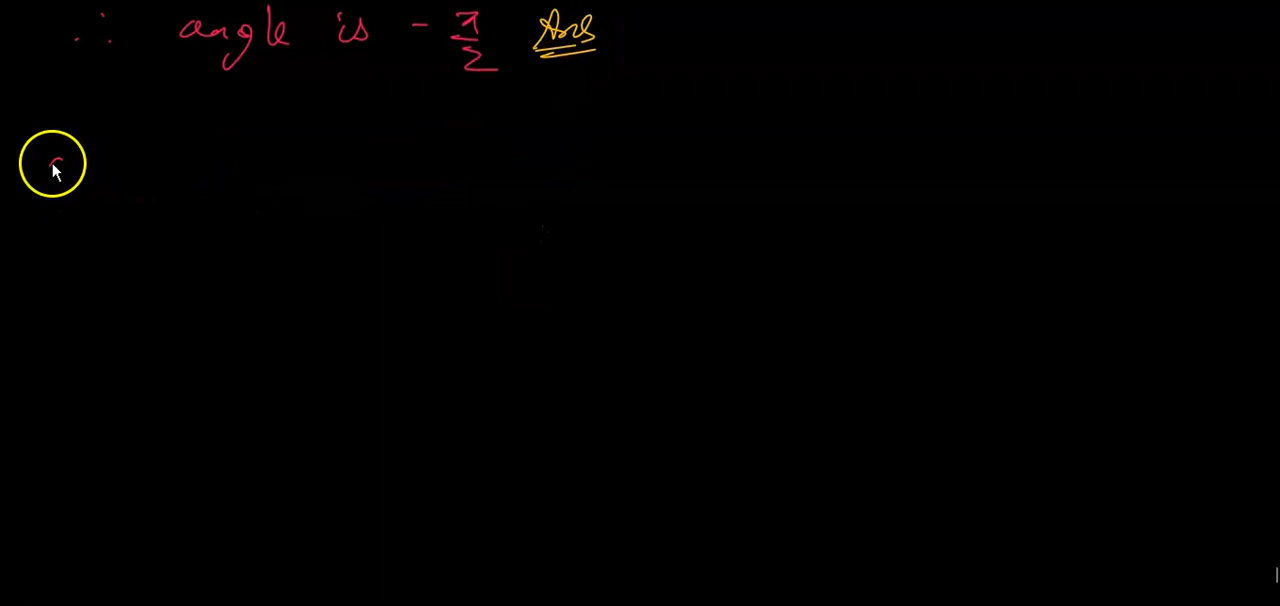 ∴ angle is - π/2 Ans